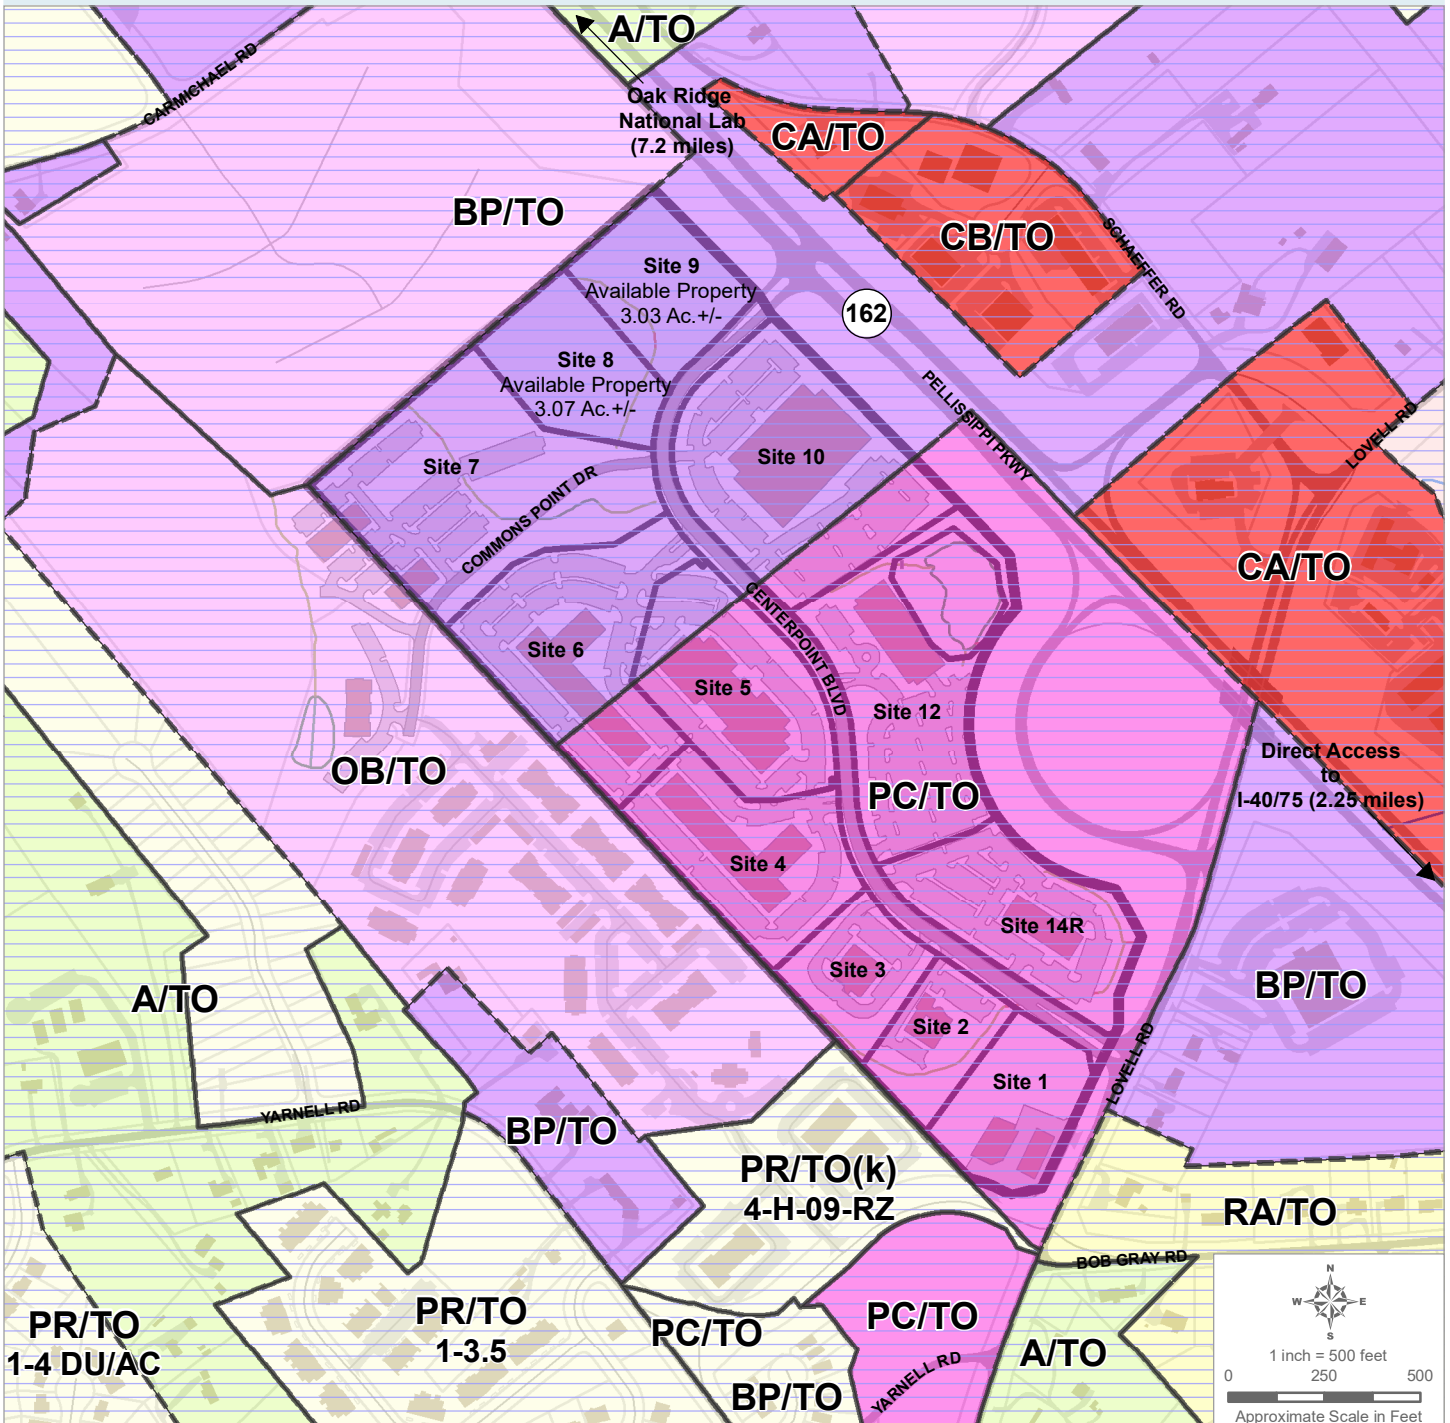 A/TO
CARMICHAEL RD
Oak Ridge
National Lab
(7.2 miles)
CA/TO
BP/TO
CB/TO
SCHAEFFER RD
Site 9
Available Property
3.03 Ac.+/-
162
Site 8
Available Property
3.07 Ac.+/-
PELLISSIPPI PKWY
LOVELL RD
Site 7
Site 10
COMMONS POINT DR
CA/TO
CENTERPOINT BLVD
Site 6
Site 5
Site 12
OB/TO
PC/TO
Direct Access
to
I-40/75 (2.25 miles)
Site 4
Site 14R
Site 3
A/TO
BP/TO
Site 2
LOVELL RD
Site 1
YARNELL RD
BP/TO
PR/TO(k)
4-H-09-RZ
RA/TO
BOB GRAY RD
PR/TO
1-4 DU/AC
PR/TO
1-3.5
PC/TO
PC/TO
A/TO
YARNELL RD
BP/TO
N
W E
S
1 inch = 500 feet
0 250 500
Approximate Scale in Feet